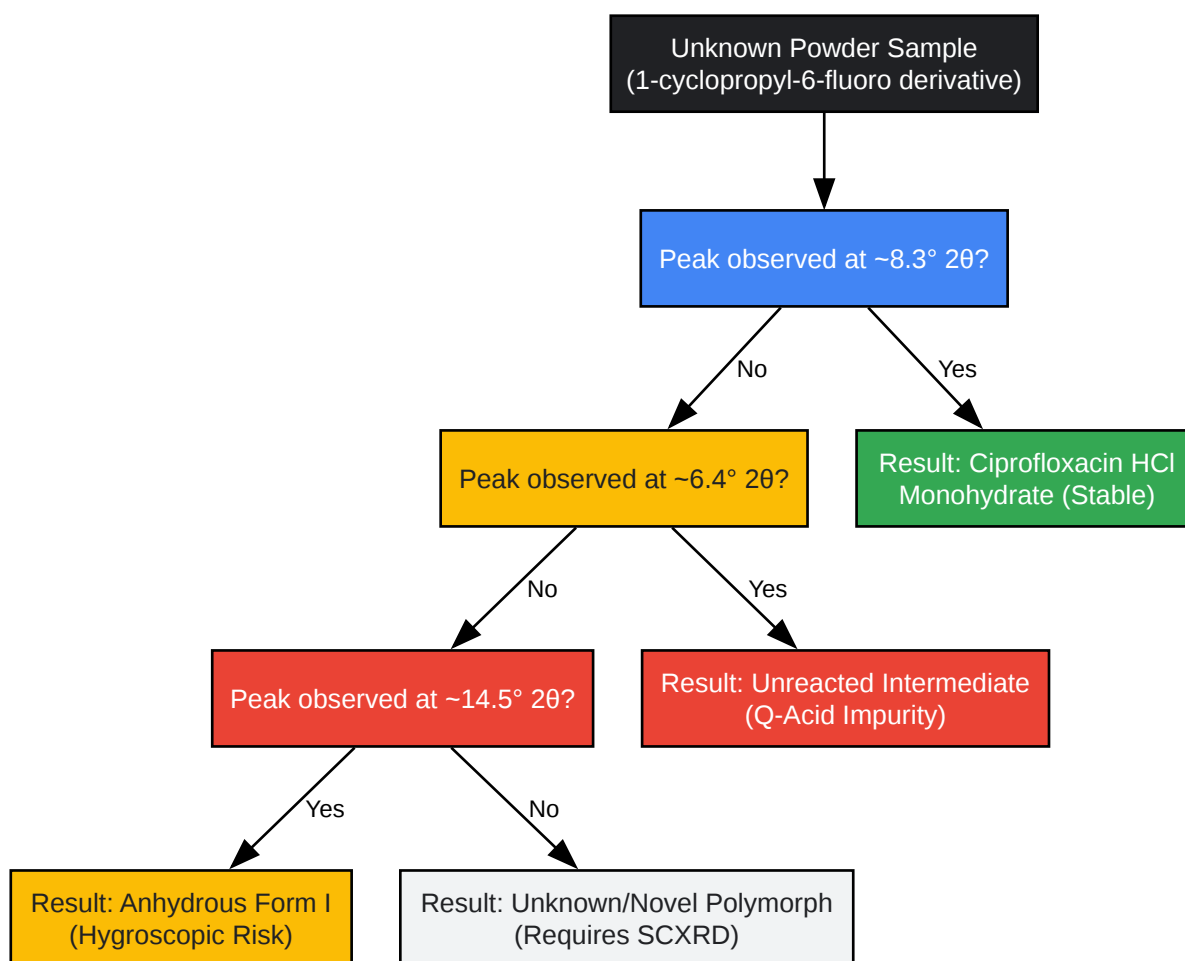 Unknown Powder Sample
(1-cyclopropyl-6-fluoro derivative)
Peak observed at ~8.3° 2θ?
No
Yes
Peak observed at ~6.4° 2θ?
Result: Ciprofloxacin HCl
Monohydrate (Stable)
No
Yes
Peak observed at ~14.5° 2θ?
Result: Unreacted Intermediate
(Q-Acid Impurity)
Yes
No
Result: Anhydrous Form I
(Hygroscopic Risk)
Result: Unknown/Novel Polymorph
(Requires SCXRD)